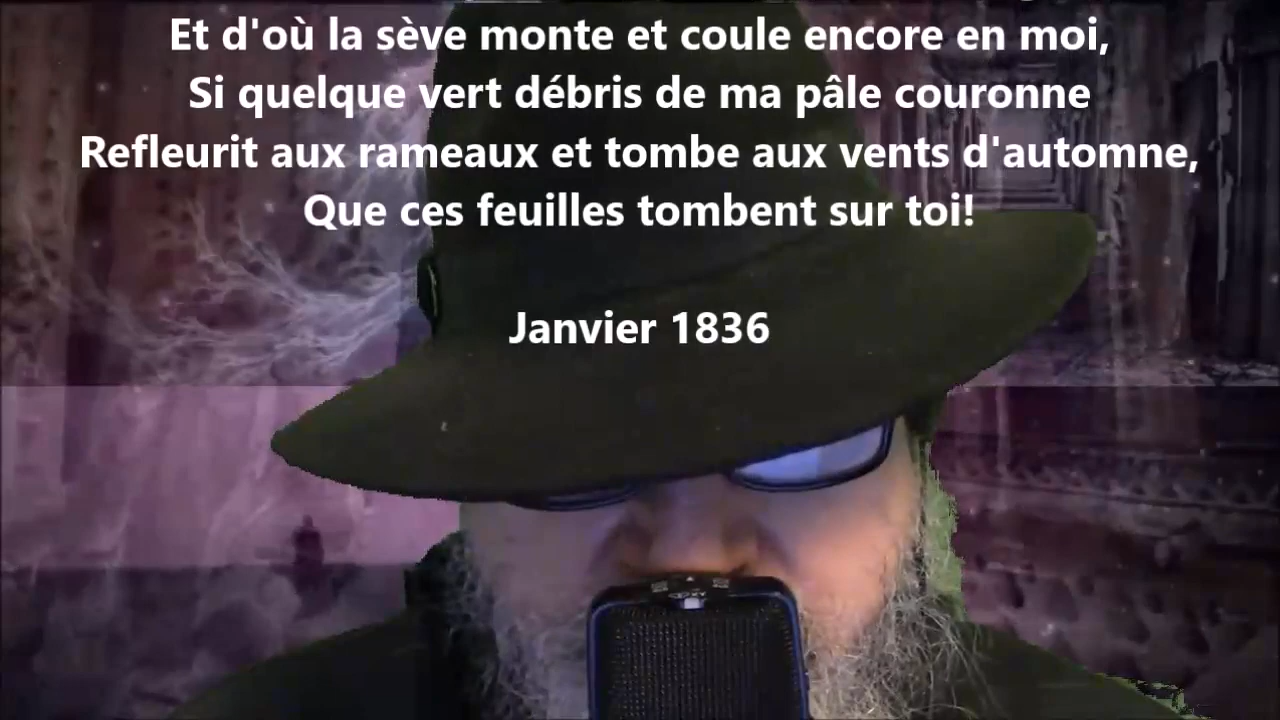 Et d'où la sève monte et coule encore en moi,
Si quelque vert débris de ma pâle couronne
Refleurit aux rameaux et tombe aux vents d'automne,
Que ces feuilles tombent sur toi!
Janvier 1836